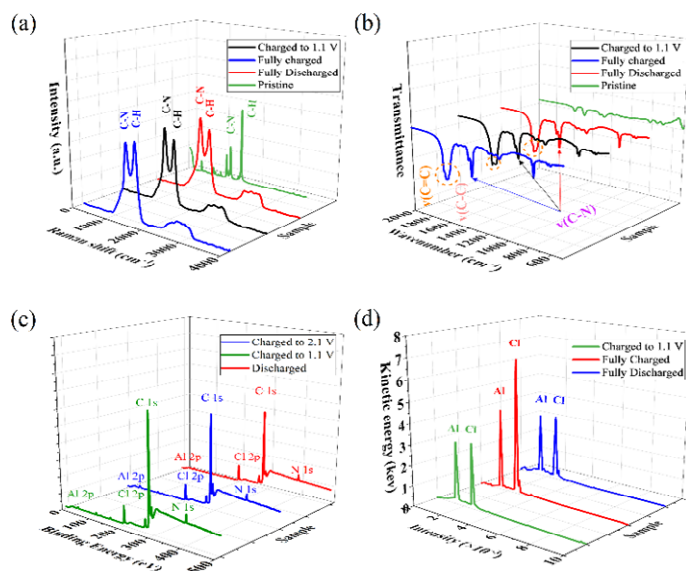 (a)
Charged to 1.1 V
Fully charged
Fully Discharged
Pristine
Intensity (a.u.)
C-N
C-H
C-N
C-H
C-N
C-H
C-N
C-H
0
1000
2000
3000
4000
Raman shift (cm-1)
Sample
(b)
Charged to 1.1 V
Fully charged
Fully Discharged
Pristine
Transmittance
ν(C=C)
ν(C-C)
ν(C-N)
2000
1800
1600
1400
1200
1000
800
600
Wavenumber (cm-1)
Sample
(c)
Charged to 2.1 V
Charged to 1.1 V
Discharged
C 1s
C 1s
C 1s
Al 2p
Cl 2p
N 1s
Al 2p
Cl 2p
N 1s
Al 2p
Cl 2p
N 1s
0
100
200
300
400
500
Binding Energy (eV)
Sample
(d)
Charged to 1.1 V
Fully Charged
Fully Discharged
Kinetic energy (kev)
8
7
6
5
4
3
2
1
0
Al
Cl
Al
Cl
Al
Cl
2
4
6
8
10
Sample